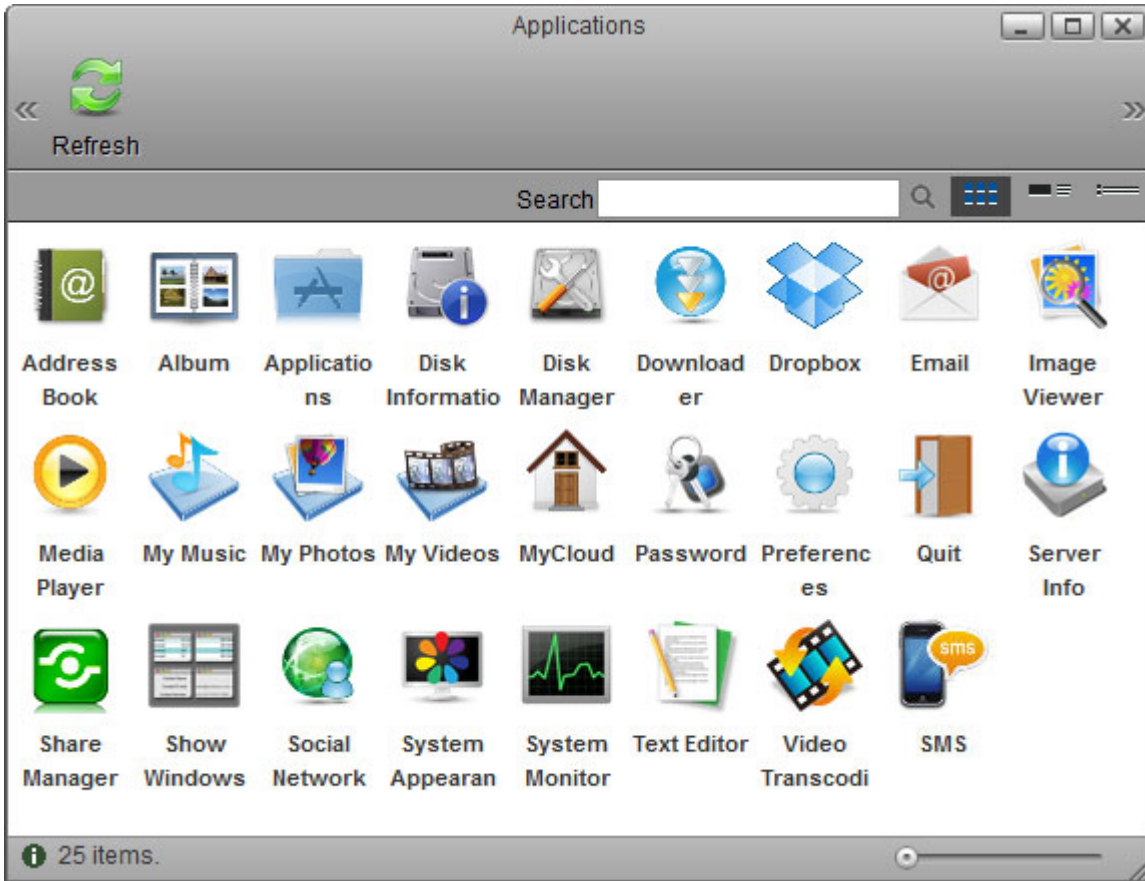 Applications
Refresh
Search
Address Album Applicatio Disk Disk Download Dropbox Email Image
Book ns Informatio Manager er Viewer
Media My Music My Photos My Videos MyCloud Password Preferenc Quit Server
Player es Info
sms
Share Show Social System System Text Editor Video SMS
Manager Windows Network Appearan Monitor Transcodi
25 items.